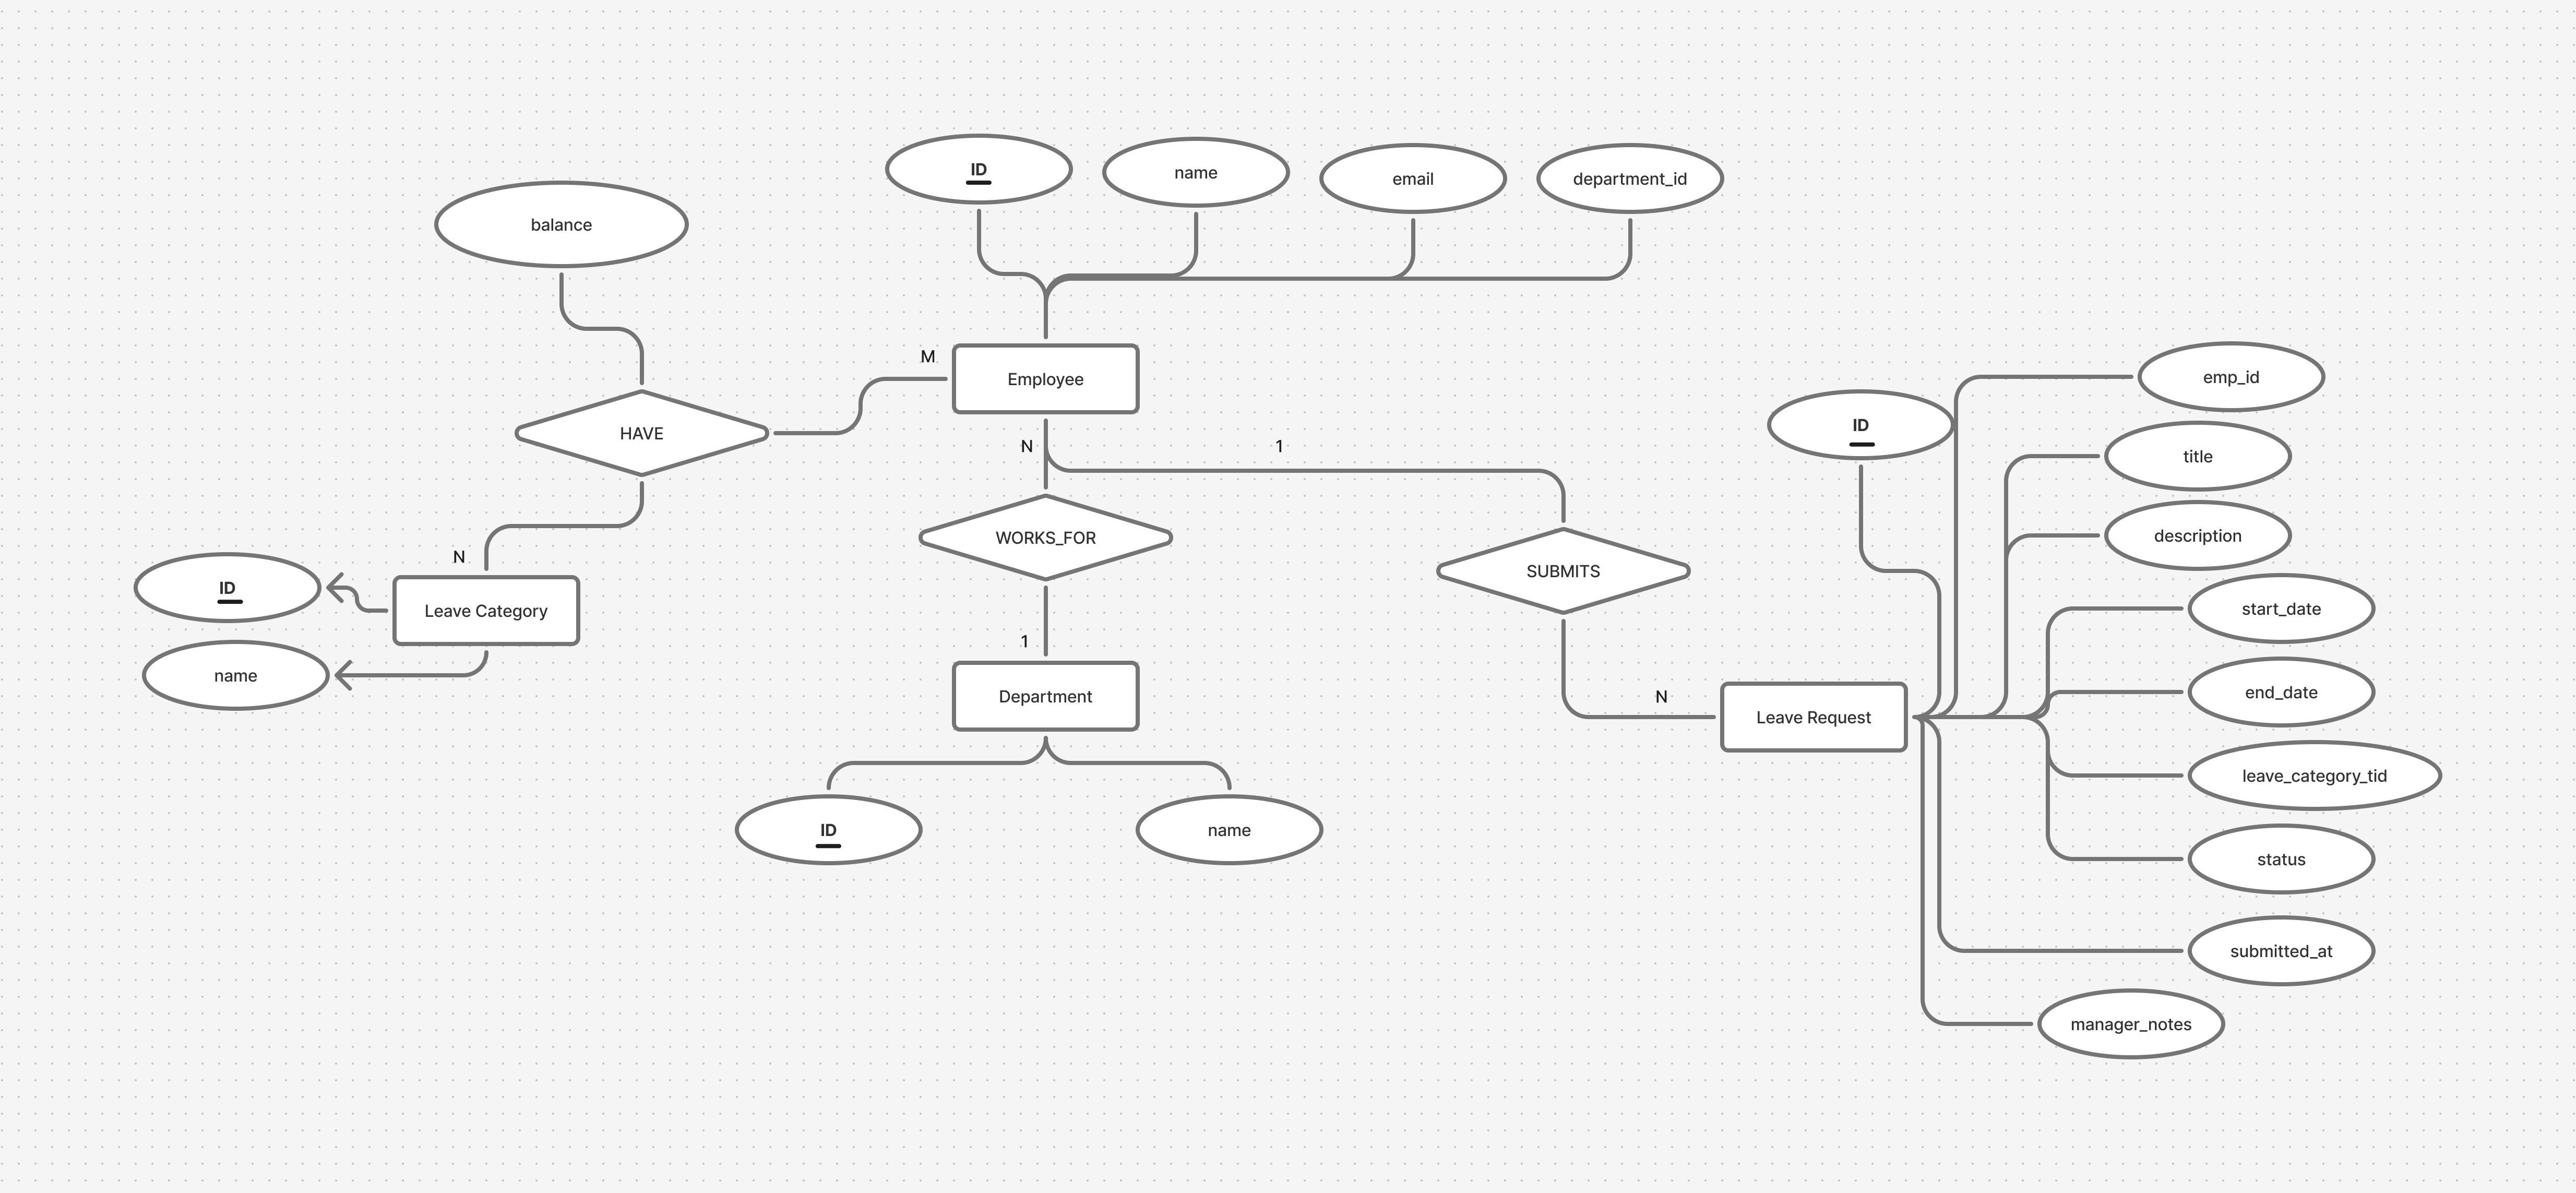 ID
name
email
department_id
balance
M
Employee
emp_id
HAVE
ID
N
1
title
WORKS_FOR
description
N
SUBMITS
ID
Leave Category
start_date
1
name
Department
N
Leave Request
end_date
leave_category_tid
ID
name
status
submitted_at
manager_notes